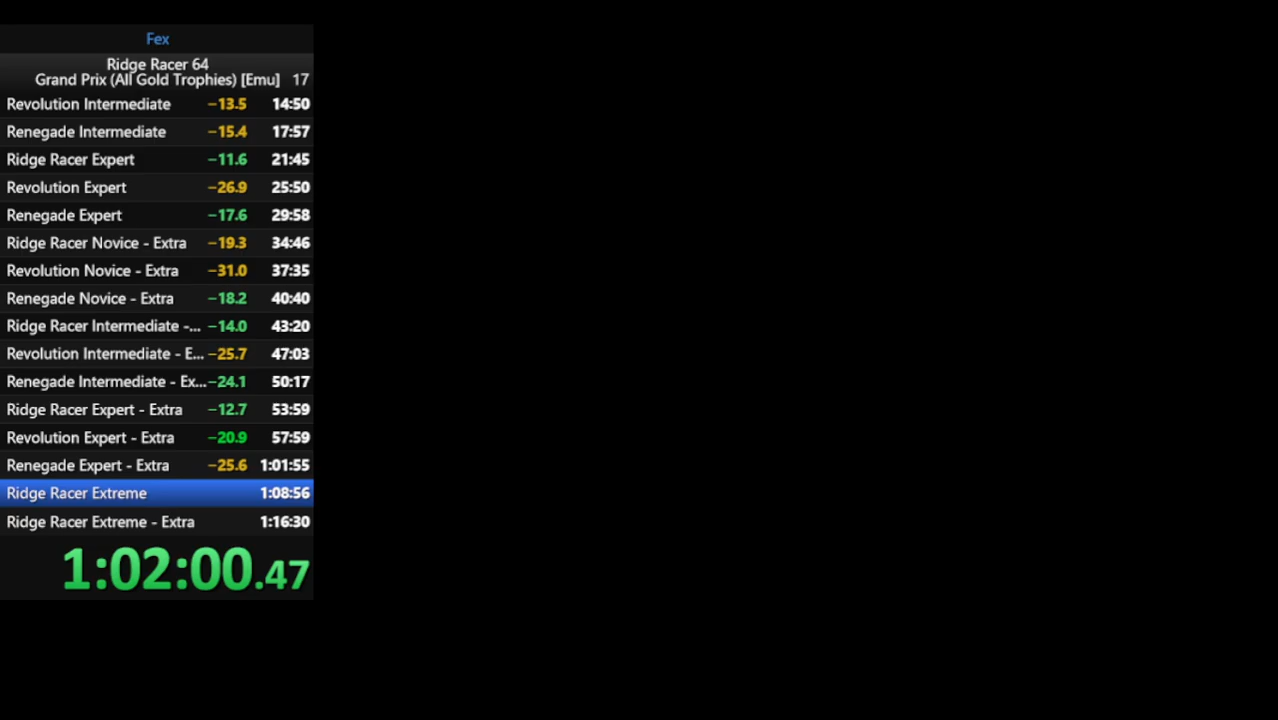 Fex
Ridge Racer 64
Grand Prix (All Gold Trophies) [Emu] 17
Revolution Intermediate −13.5 14:50
Renegade Intermediate −15.4 17:57
Ridge Racer Expert −11.6 21:45
Revolution Expert −26.9 25:50
Renegade Expert −17.6 29:58
Ridge Racer Novice - Extra −19.3 34:46
Revolution Novice - Extra −31.0 37:35
Renegade Novice - Extra −18.2 40:40
Ridge Racer Intermediate -... −14.0 43:20
Revolution Intermediate - E... −25.7 47:03
Renegade Intermediate - Ex... −24.1 50:17
Ridge Racer Expert - Extra −12.7 53:59
Revolution Expert - Extra −20.9 57:59
Renegade Expert - Extra −25.6 1:01:55
Ridge Racer Extreme 1:08:56
Ridge Racer Extreme - Extra 1:16:30
1:02:00.47